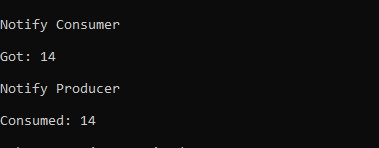 Notify Consumer
Got: 14
Notify Producer
Consumed: 14